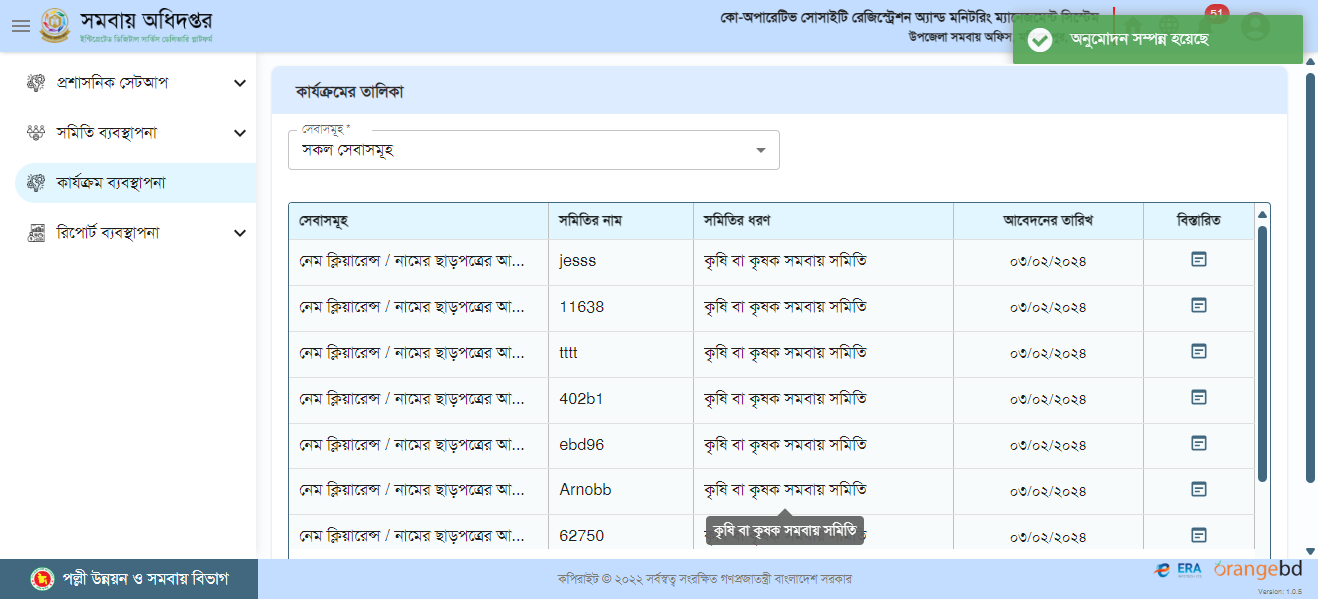 সমবায় অধিদপ্তর
ইন্টিগ্রেটেড ডিজিটাল সার্ভিস ডেলিভারি প্লাটফর্ম
কো-অপারেটিভ সোসাইটি রেজিস্ট্রেশন অ্যান্ড মনিটরিং ম্যানেজমেন্ট সিস্টেম
উপজেলা সমবায় অফিস,
51
অনুমোদন সম্পন্ন হয়েছে
প্রশাসনিক সেটআপ
সমিতি ব্যবস্থাপনা
কার্যক্রম ব্যবস্থাপনা
রিপোর্ট ব্যবস্থাপনা
কার্যক্রমের তালিকা
সেবাসমূহ *
সকল সেবাসমূহ
সেবাসমূহ সমিতির নাম সমিতির ধরণ আবেদনের তারিখ বিস্তারিত
নেম ক্লিয়ারেন্স / নামের ছাড়পত্রের আ... jesss কৃষি বা কৃষক সমবায় সমিতি ০৩/০২/২০২৪
নেম ক্লিয়ারেন্স / নামের ছাড়পত্রের আ... 11638 কৃষি বা কৃষক সমবায় সমিতি ০৩/০২/২০২৪
নেম ক্লিয়ারেন্স / নামের ছাড়পত্রের আ... tttt কৃষি বা কৃষক সমবায় সমিতি ০৩/০২/২০২৪
নেম ক্লিয়ারেন্স / নামের ছাড়পত্রের আ... 402b1 কৃষি বা কৃষক সমবায় সমিতি ০৩/০২/২০২৪
নেম ক্লিয়ারেন্স / নামের ছাড়পত্রের আ... ebd96 কৃষি বা কৃষক সমবায় সমিতি ০৩/০২/২০২৪
নেম ক্লিয়ারেন্স / নামের ছাড়পত্রের আ... Arnobb কৃষি বা কৃষক সমবায় সমিতি ০৩/০২/২০২৪
নেম ক্লিয়ারেন্স / নামের ছাড়পত্রের আ... 62750 কৃষি বা কৃষক সমবায় সমিতি ০৩/০২/২০২৪
পল্লী উন্নয়ন ও সমবায় বিভাগ
কপিরাইট © ২০২২ সর্বস্বত্ব সংরক্ষিত গণপ্রজাতন্ত্রী বাংলাদেশ সরকার
ERA
orangebd
Version: 1.0.5